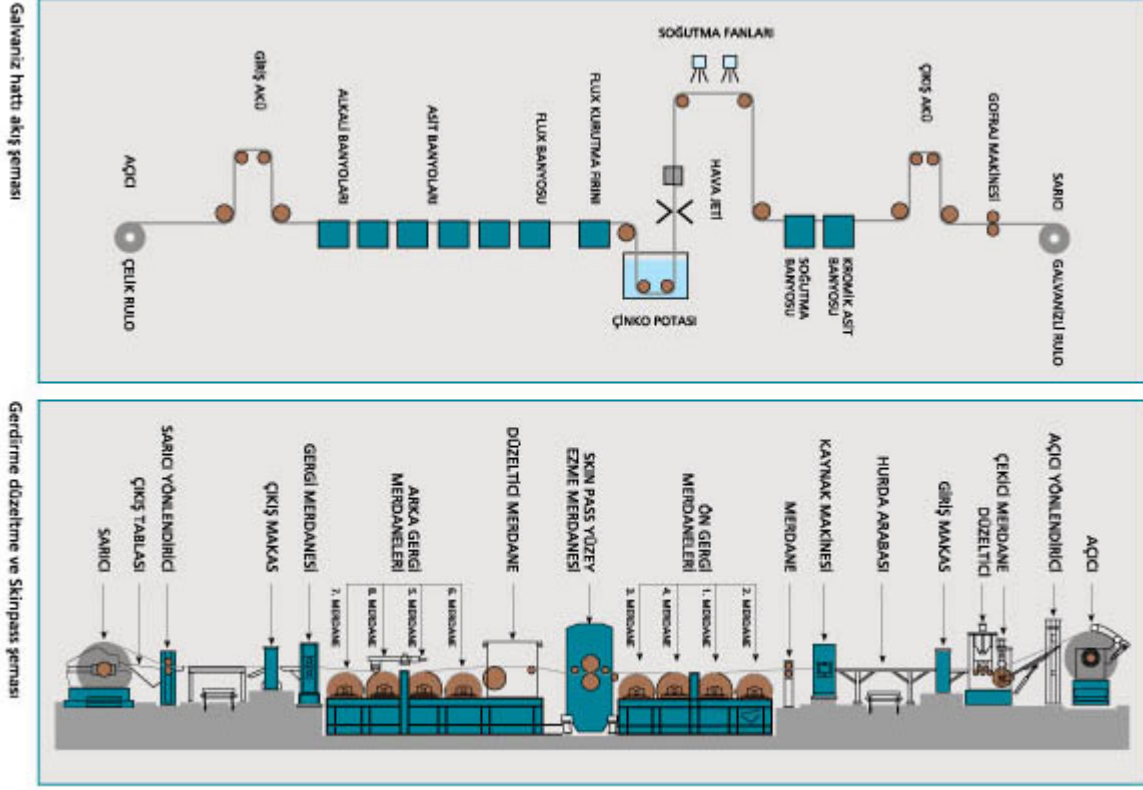 Galvaniz hattı akış şeması
AÇICI
ÇELİK RULO
GİRİŞ AKÜ
ALKALİ BANYOLARI
ASİT BANYOLARI
FLUX BANYOSU
FLUX KURUTMA FIRINI
ÇİNKO POTASI
HAVA JETİ
SOĞUTMA FANLARI
SOĞUTMA
BANYOSU
KROMİK ASİT
BANYOSU
ÇIKIŞ AKÜ
GOFRAJ MAKİNESİ
SARICI
GALVANİZLİ RULO
Gerdirme düzeltme ve Skinpass şeması
SARICI
ÇIKIŞ TABLASI
SARICI YÖNLENDİRİCİ
ÇIKIŞ MAKAS
GERGİ MERDANESİ
ARKA GERGİ
MERDANELERİ
7. MERDANE
8. MERDANE
5. MERDANE
6. MERDANE
DÜZELTİCİ MERDANE
SKIN PASS YÜZEY
EZME MERDANESİ
ÖN GERGİ
MERDANELERİ
3. MERDANE
4. MERDANE
1. MERDANE
2. MERDANE
MERDANE
KAYNAK MAKİNESİ
HURDA ARABASI
GİRİŞ MAKAS
ÇEKİCİ MERDANE
DÜZELTİCİ
AÇICI YÖNLENDİRİCİ
AÇICI